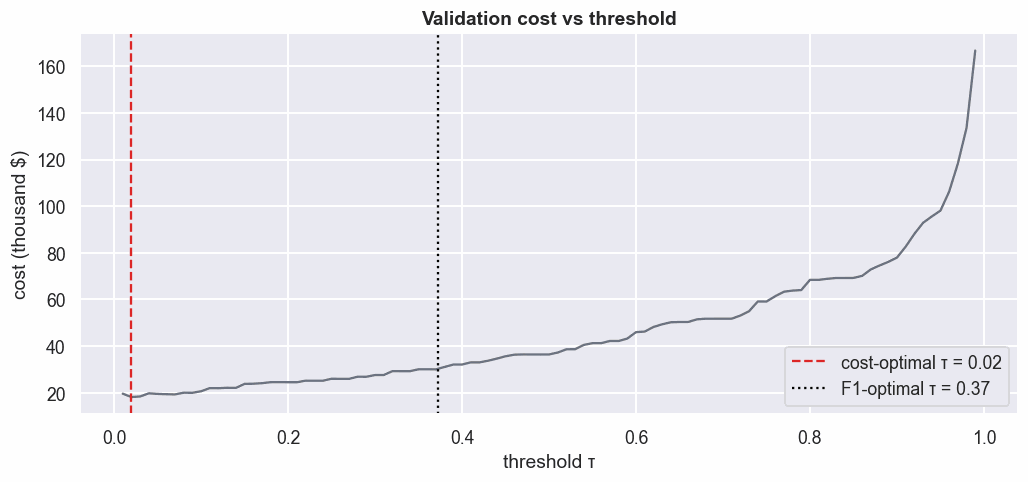 Validation cost vs threshold
cost (thousand $)
160
140
120
100
80
60
40
20
0.0 0.2 0.4 0.6 0.8 1.0
threshold τ
cost-optimal τ = 0.02
F1-optimal τ = 0.37